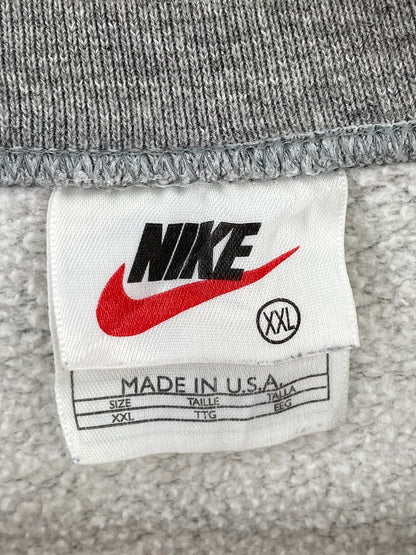 NIKE
XXL
MADE IN U.S.A.
SIZE TAILLE TALLA
XXL TTG EEG